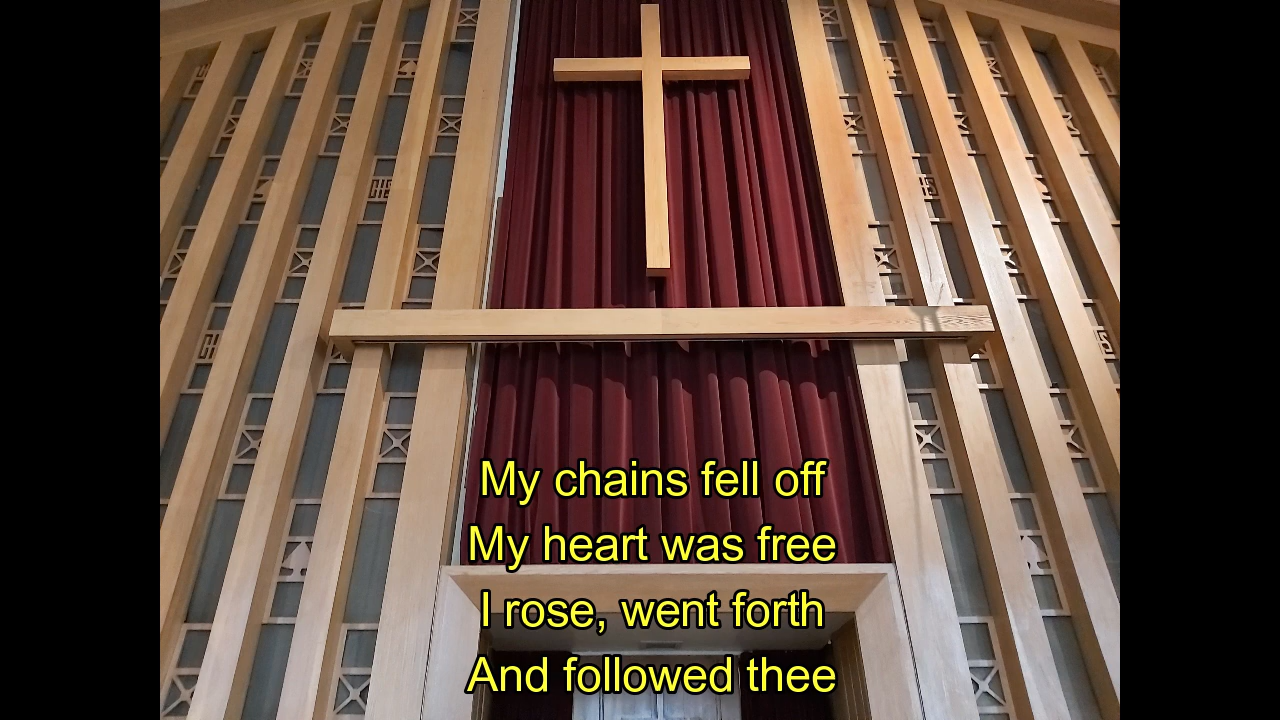 My chains fell off
My heart was free
I rose, went forth
And followed thee